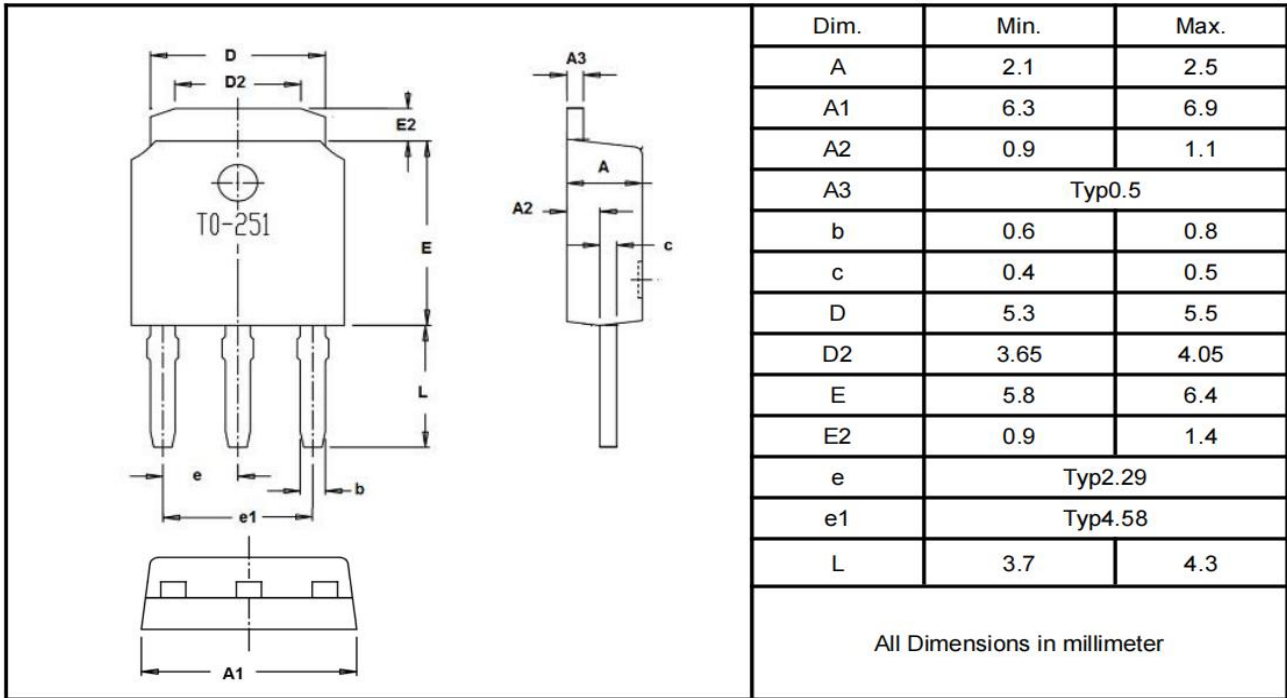 D
D2
E2
TO-251
E
L
e
b
e1
A1
A3
A
A2
c
Dim. Min. Max.
A 2.1 2.5
A1 6.3 6.9
A2 0.9 1.1
A3 Typ0.5
b 0.6 0.8
c 0.4 0.5
D 5.3 5.5
D2 3.65 4.05
E 5.8 6.4
E2 0.9 1.4
e Typ2.29
e1 Typ4.58
L 3.7 4.3
All Dimensions in millimeter